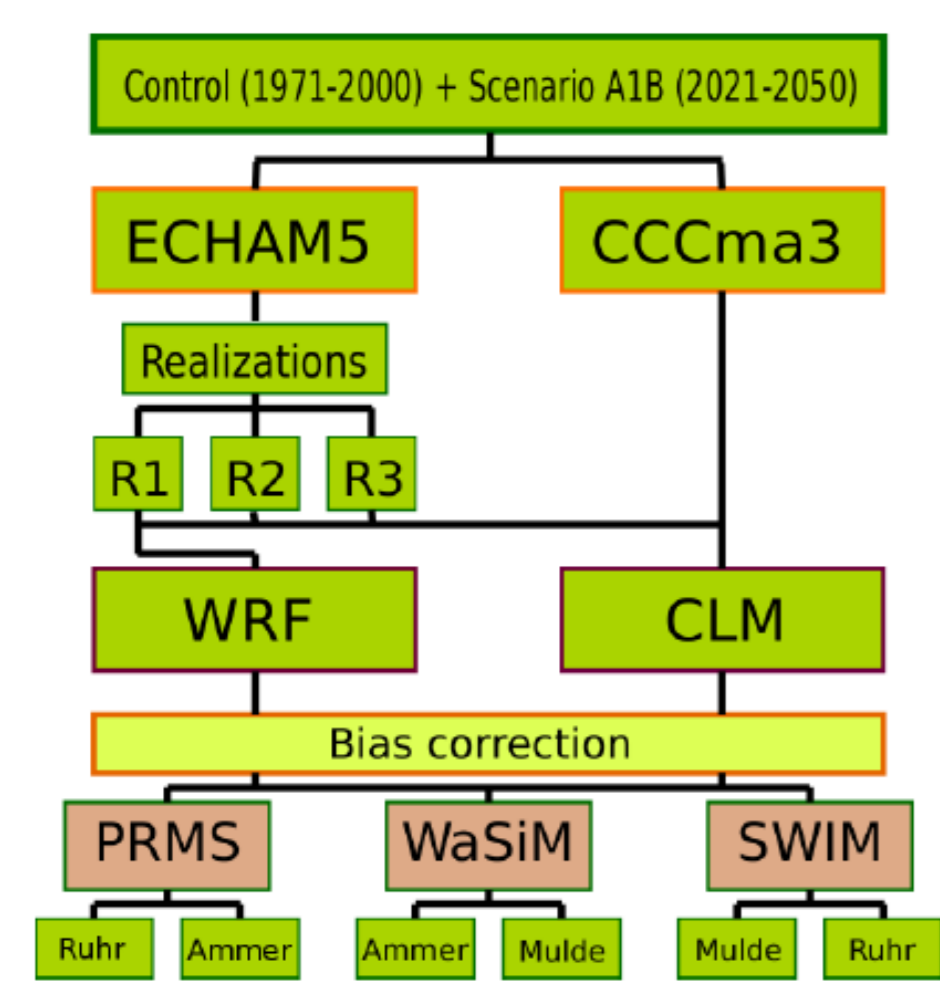 Control (1971-2000) + Scenario A1B (2021-2050)
ECHAM5
CCCma3
Realizations
R1
R2
R3
WRF
CLM
Bias correction
PRMS
WaSiM
SWIM
Ruhr
Ammer
Ammer
Mulde
Mulde
Ruhr